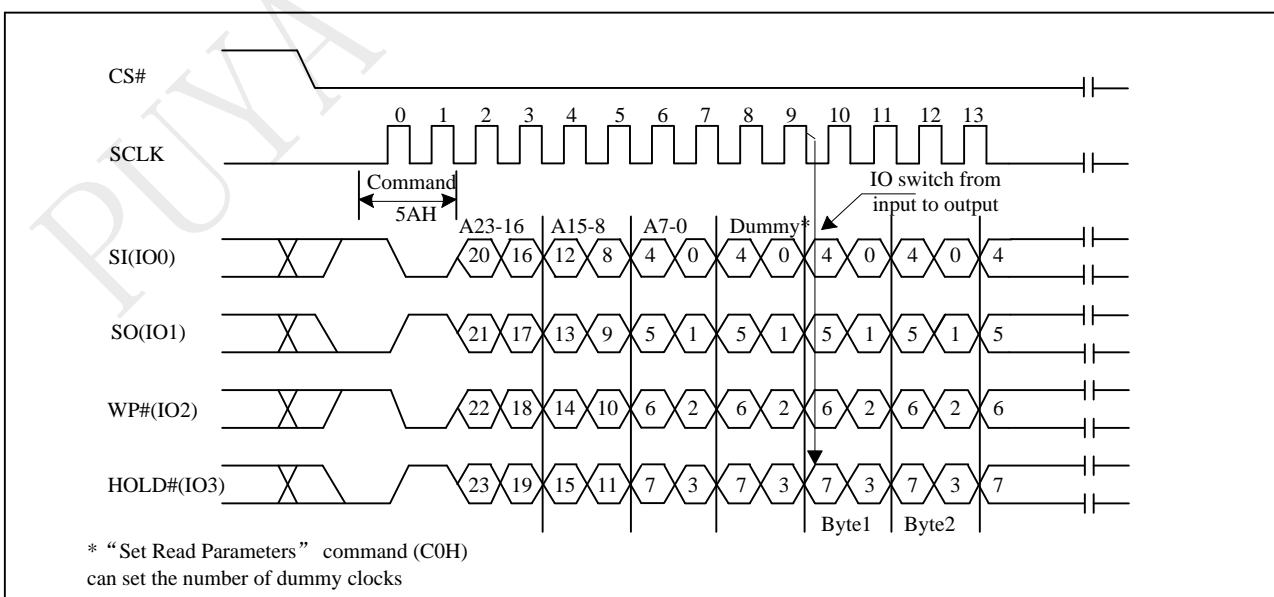 PUYA
CS#
0 1 2 3 4 5 6 7 8 9 10 11 12 13
SCLK
Command
5AH
IO switch from
input to output
A23-16 A15-8 A7-0 Dummy*
SI(IO0) 20 16 12 8 4 0 4 0 4 0 4 0 4
SO(IO1) 21 17 13 9 5 1 5 1 5 1 5 1 5
WP#(IO2) 22 18 14 10 6 2 6 2 6 2 6 2 6
HOLD#(IO3) 23 19 15 11 7 3 7 3 7 3 7 3 7
Byte1 Byte2
* “Set Read Parameters” command (C0H)
can set the number of dummy clocks